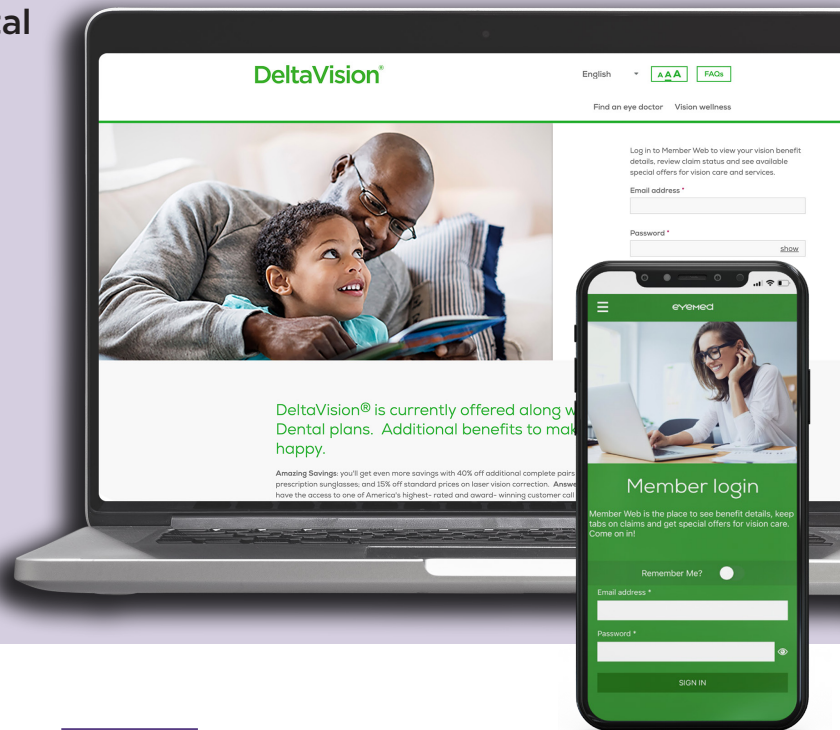 DeltaVision®
English
A A A
FAQs
Find an eye doctor Vision wellness
Log in to Member Web to view your vision benefit
details, review claim status and see available
special offers for vision care and services.
Email address *
Password *
show
DeltaVision® is currently offered along
Dental plans. Additional benefits to
happy.
Amazing Savings: you'll get even more savings with 40% off additional complete pairs
prescription sunglasses; and 15% off standard prices on laser vision correction.
have the access to one of America's highest- rated and award- winning customer call
eyemed
Member login
Member Web is the place to see benefit details, keep
tabs on claims and get special offers for vision care.
Come on in!
Remember Me?
Email address *
Password *
SIGN IN